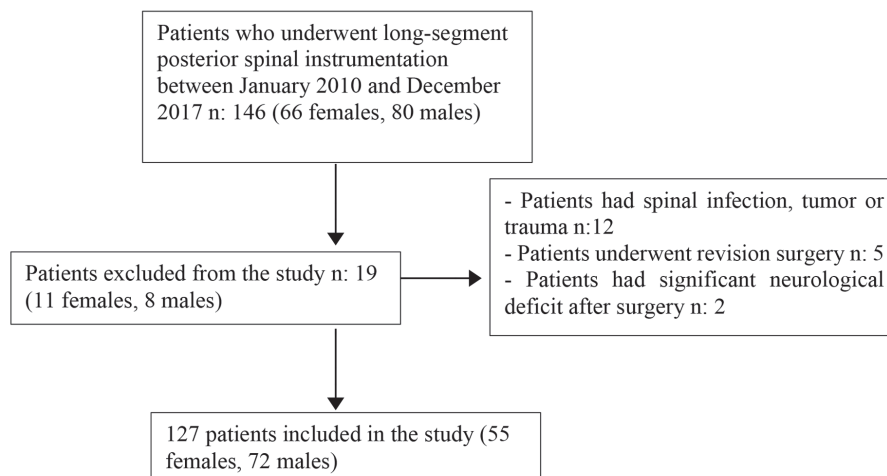 Patients who underwent long-segment
posterior spinal instrumentation
between January 2010 and December
2017 n: 146 (66 females, 80 males)
- Patients had spinal infection, tumor or
trauma n:12
- Patients underwent revision surgery n: 5
- Patients had significant neurological
deficit after surgery n: 2
Patients excluded from the study n: 19
(11 females, 8 males)
127 patients included in the study (55
females, 72 males)